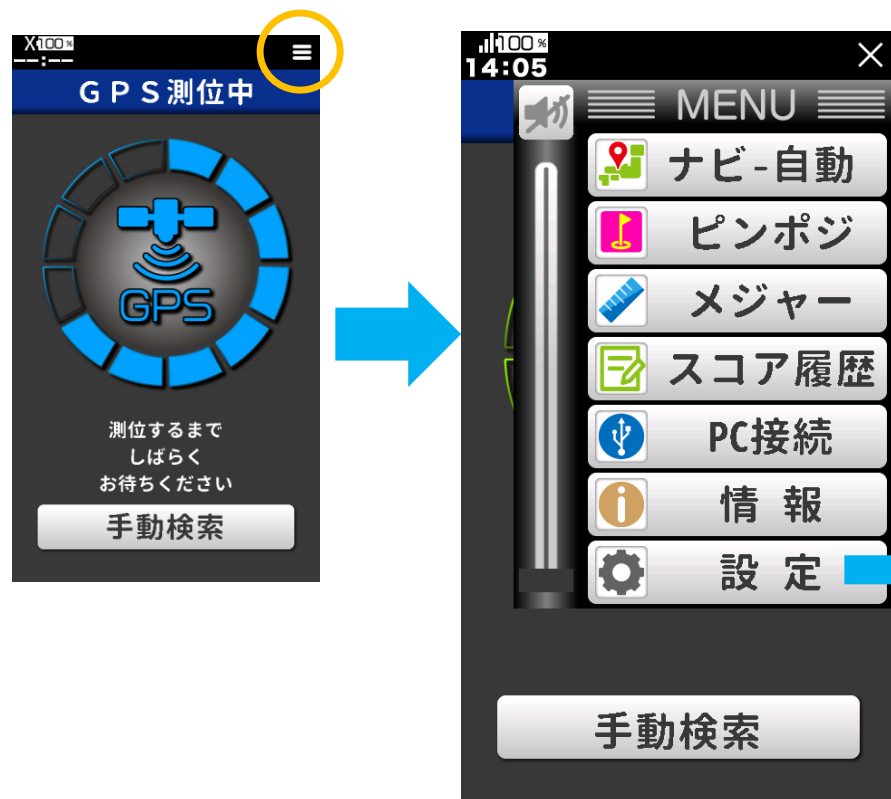 100%
--:--
ＧＰＳ測位中
GPS
測位するまで
しばらく
お待ちください
手動検索
100%
14:05
MENU
ナビ-自動
ピンポジ
メジャー
スコア履歴
PC接続
情 報
設 定
手動検索